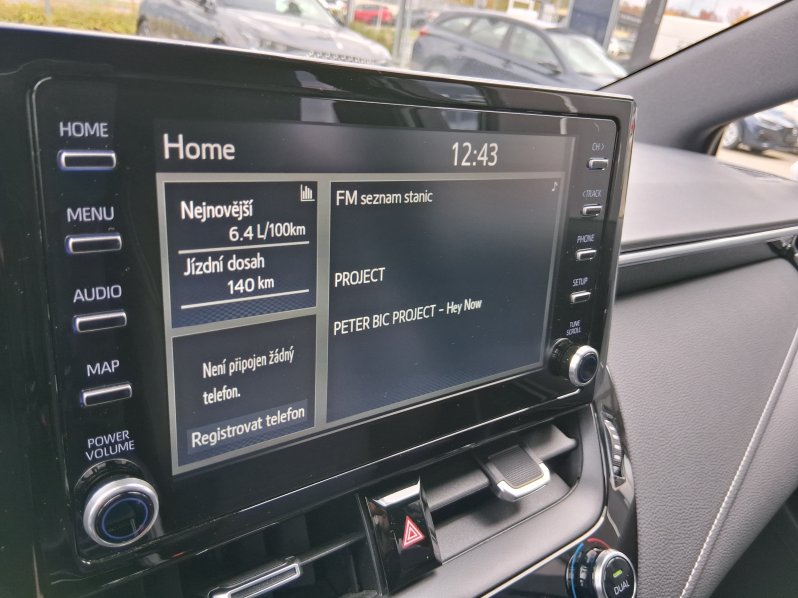 HOME
MENU
AUDIO
MAP
POWER
VOLUME
Home
12:43
Nejnovější
6.4 L/100km
Jízdní dosah
140 km
Není připojen žádný
telefon.
Registrovat telefon
FM seznam stanic
PROJECT
PETER BIC PROJECT - Hey Now
CH >
< TRACK
PHONE
SETUP
TUNE
SCROLL
DUAL